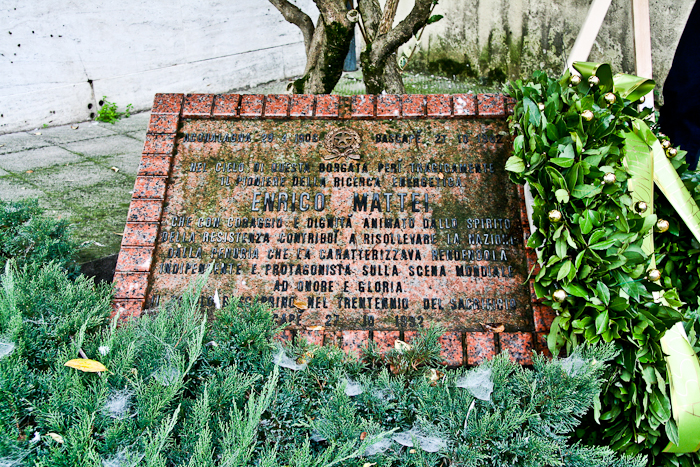 ACQUALAGNA 29 4 1906 BASCAPÈ 27 10 1962
NEL CIELO DI QUESTA BORGATA PERÌ TRAGICAMENTE
IL PIONIERE DELLA RICERCA ENERGETICA
ENRICO MATTEI
CHE CON CORAGGIO E DIGNITÀ ANIMATO DALLO SPIRITO
DELLA RESISTENZA CONTRIBUÌ A RISOLLEVARE LA NAZIONE
DALLA PENURIA CHE LA CARATTERIZZAVA RENDENDOLA
INDIPENDENTE E PROTAGONISTA SULLA SCENA MONDIALE
AD ONORE E GLORIA
NEL TRENTENNIO DEL SACRIFICIO
27 10